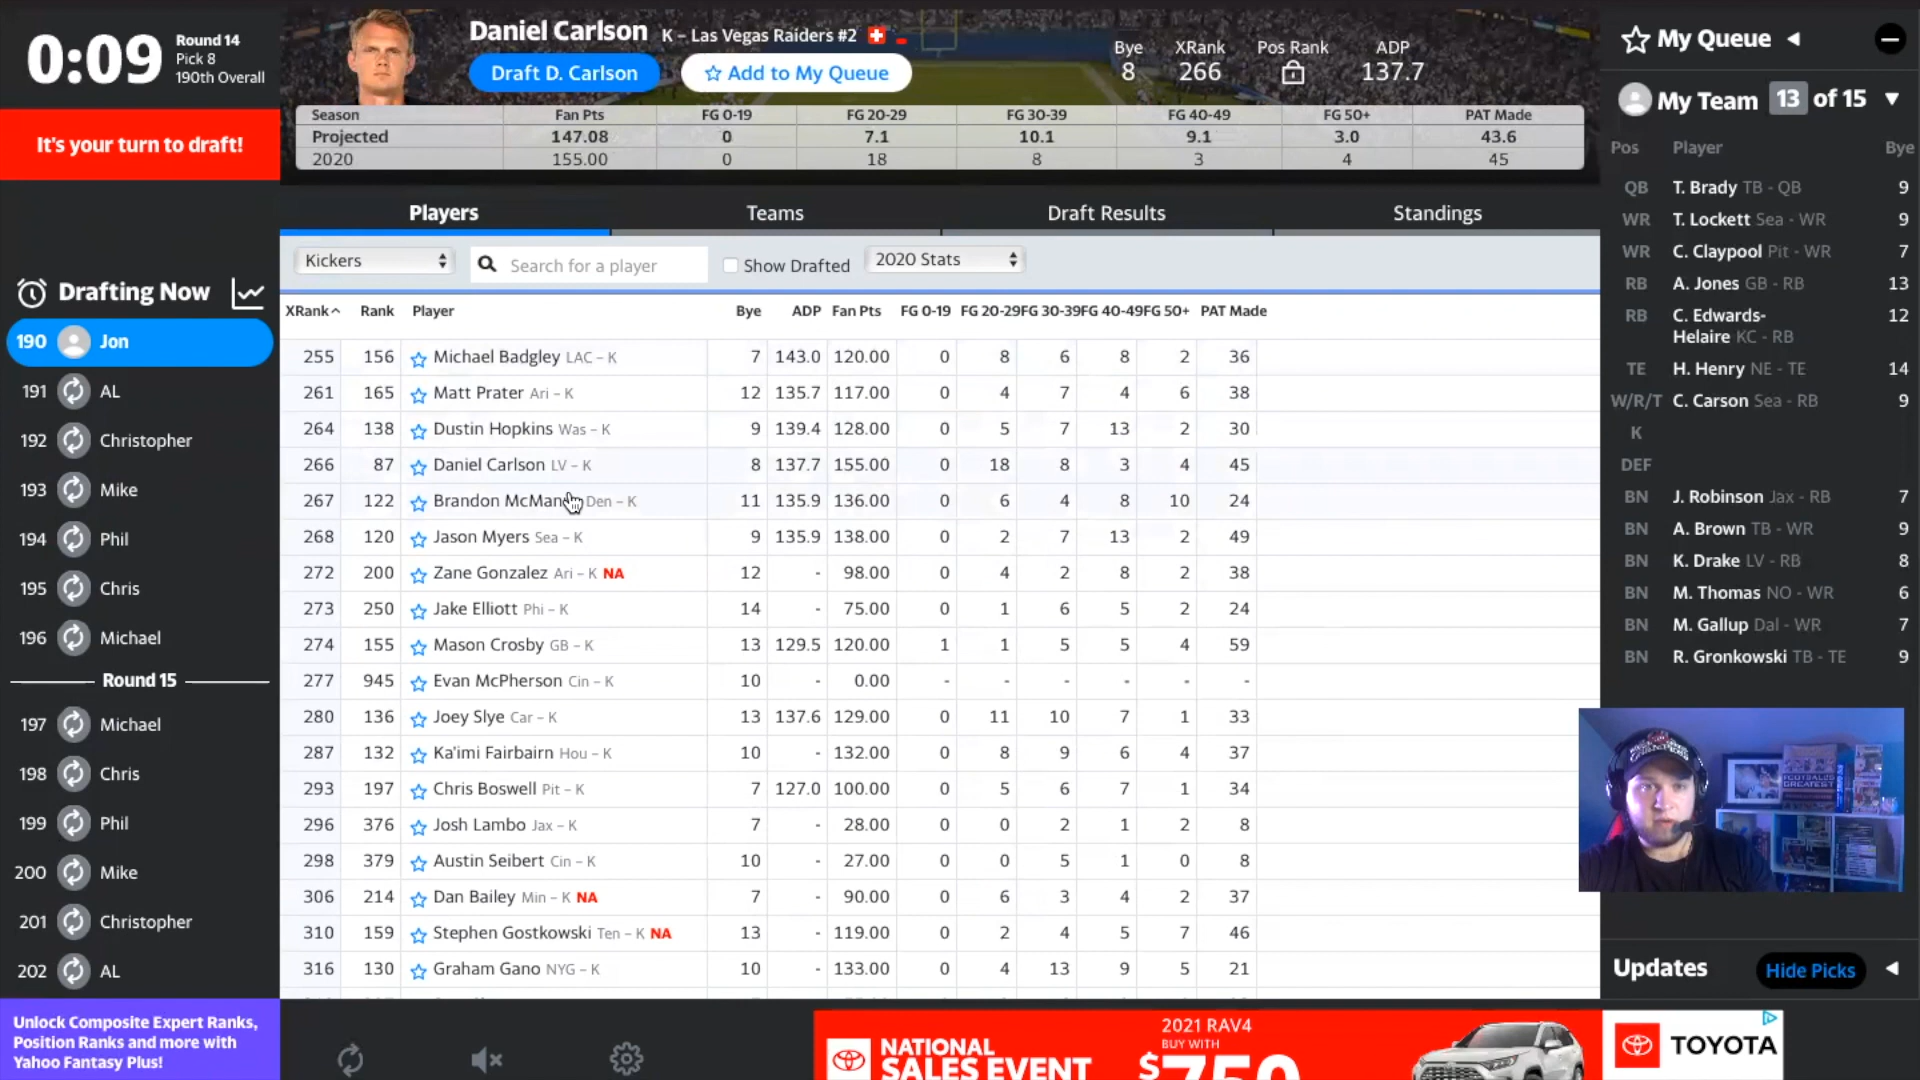 0:09
Round 14
Pick 8
190th Overall
It's your turn to draft!
Drafting Now
190 Jon
191 AL
192 Christopher
193 Mike
194 Phil
195 Chris
196 Michael
Round 15
197 Michael
198 Chris
199 Phil
200 Mike
201 Christopher
202 AL
Unlock Composite Expert Ranks,
Position Ranks and more with
Yahoo Fantasy Plus!
Daniel Carlson K – Las Vegas Raiders #2
Draft D. Carlson
Add to My Queue
Bye XRank Pos Rank ADP
8 266 137.7
Season Fan Pts FG 0-19 FG 20-29 FG 30-39 FG 40-49 FG 50+ PAT Made
Projected 147.08 0 7.1 10.1 9.1 3.0 43.6
2020 155.00 0 18 8 3 4 45
Players Teams Draft Results Standings
Kickers Search for a player Show Drafted 2020 Stats
XRank Rank Player Bye ADP Fan Pts FG 0-19 FG 20-29 FG 30-39 FG 40-49 FG 50+ PAT Made
255 156 Michael Badgley LAC – K 7 143.0 120.00 0 8 6 8 2 36
261 165 Matt Prater Ari – K 12 135.7 117.00 0 4 7 4 6 38
264 138 Dustin Hopkins Was – K 9 139.4 128.00 0 5 7 13 2 30
266 87 Daniel Carlson LV – K 8 137.7 155.00 0 18 8 3 4 45
267 122 Brandon McMan Den – K 11 135.9 136.00 0 6 4 8 10 24
268 120 Jason Myers Sea – K 9 135.9 138.00 0 2 7 13 2 49
272 200 Zane Gonzalez Ari – K NA 12 - 98.00 0 4 2 8 2 38
273 250 Jake Elliott Phi – K 14 - 75.00 0 1 6 5 2 24
274 155 Mason Crosby GB – K 13 129.5 120.00 1 1 5 5 4 59
277 945 Evan McPherson Cin – K 10 - 0.00 - - - - - -
280 136 Joey Slye Car – K 13 137.6 129.00 0 11 10 7 1 33
287 132 Ka'imi Fairbairn Hou – K 10 - 132.00 0 8 9 6 4 37
293 197 Chris Boswell Pit – K 7 127.0 100.00 0 5 6 7 1 34
296 376 Josh Lambo Jax – K 7 - 28.00 0 0 2 1 2 8
298 379 Austin Seibert Cin – K 10 - 27.00 0 0 5 1 0 8
306 214 Dan Bailey Min – K NA 7 - 90.00 0 6 3 4 2 37
310 159 Stephen Gostkowski Ten – K NA 13 - 119.00 0 2 4 5 7 46
316 130 Graham Gano NYG – K 10 - 133.00 0 4 13 9 5 21
My Queue
My Team 13 of 15
Pos Player Bye
QB T. Brady TB - QB 9
WR T. Lockett Sea - WR 9
WR C. Claypool Pit - WR 7
RB A. Jones GB - RB 13
RB C. Edwards- 12
Helaire KC - RB
TE H. Henry NE - TE 14
W/R/T C. Carson Sea - RB 9
K
DEF
BN J. Robinson Jax - RB 7
BN A. Brown TB - WR 9
BN K. Drake LV - RB 8
BN M. Thomas NO - WR 6
BN M. Gallup Dal - WR 7
BN R. Gronkowski TB - TE 9
Updates Hide Picks
NATIONAL
SALES EVENT
2021 RAV4
BUY WITH
$750
TOYOTA